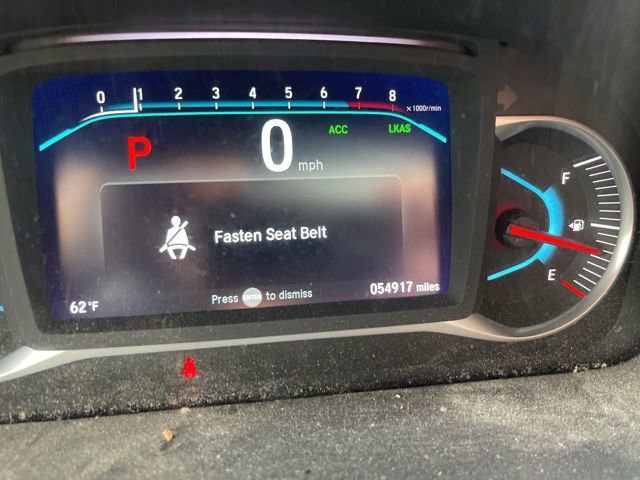 0 1 2 3 4 5 6 7 8
x1000r/min
P 0 mph ACC LKAS
Fasten Seat Belt
Press ENTER to dismiss
62°F
054917 miles
F
E